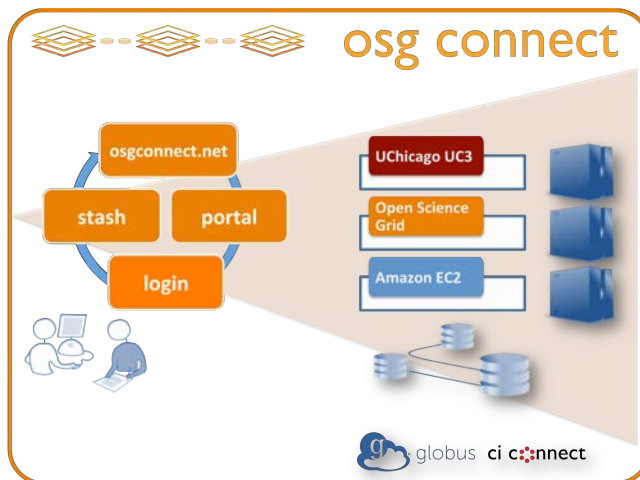 osg connect
osgconnect.net
stash
portal
login
UChicago UC3
Open Science
Grid
Amazon EC2
g globus ci connect